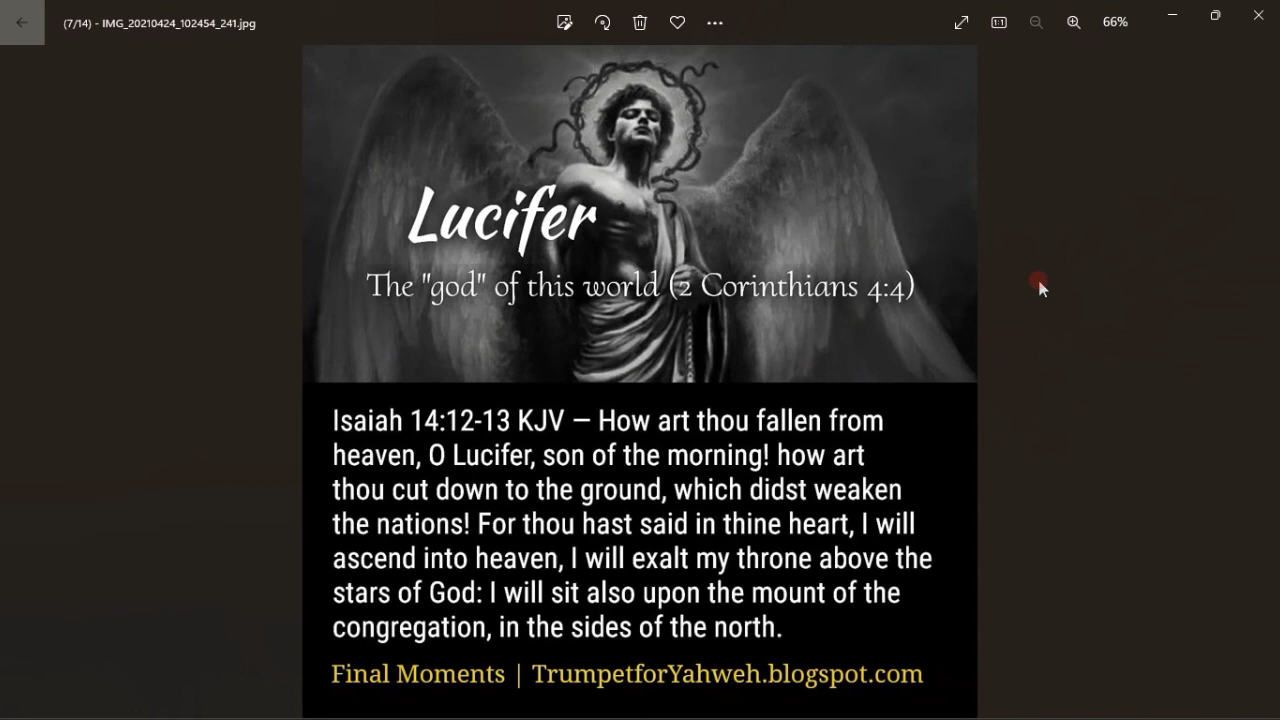 (7/14) - IMG_20210424_102454_241.jpg
1:1
66%
Lucifer
The "god" of this world (2 Corinthians 4:4)
Isaiah 14:12-13 KJV — How art thou fallen from
heaven, O Lucifer, son of the morning! how art
thou cut down to the ground, which didst weaken
the nations! For thou hast said in thine heart, I will
ascend into heaven, I will exalt my throne above the
stars of God: I will sit also upon the mount of the
congregation, in the sides of the north.
Final Moments | TrumpetforYahweh.blogspot.com